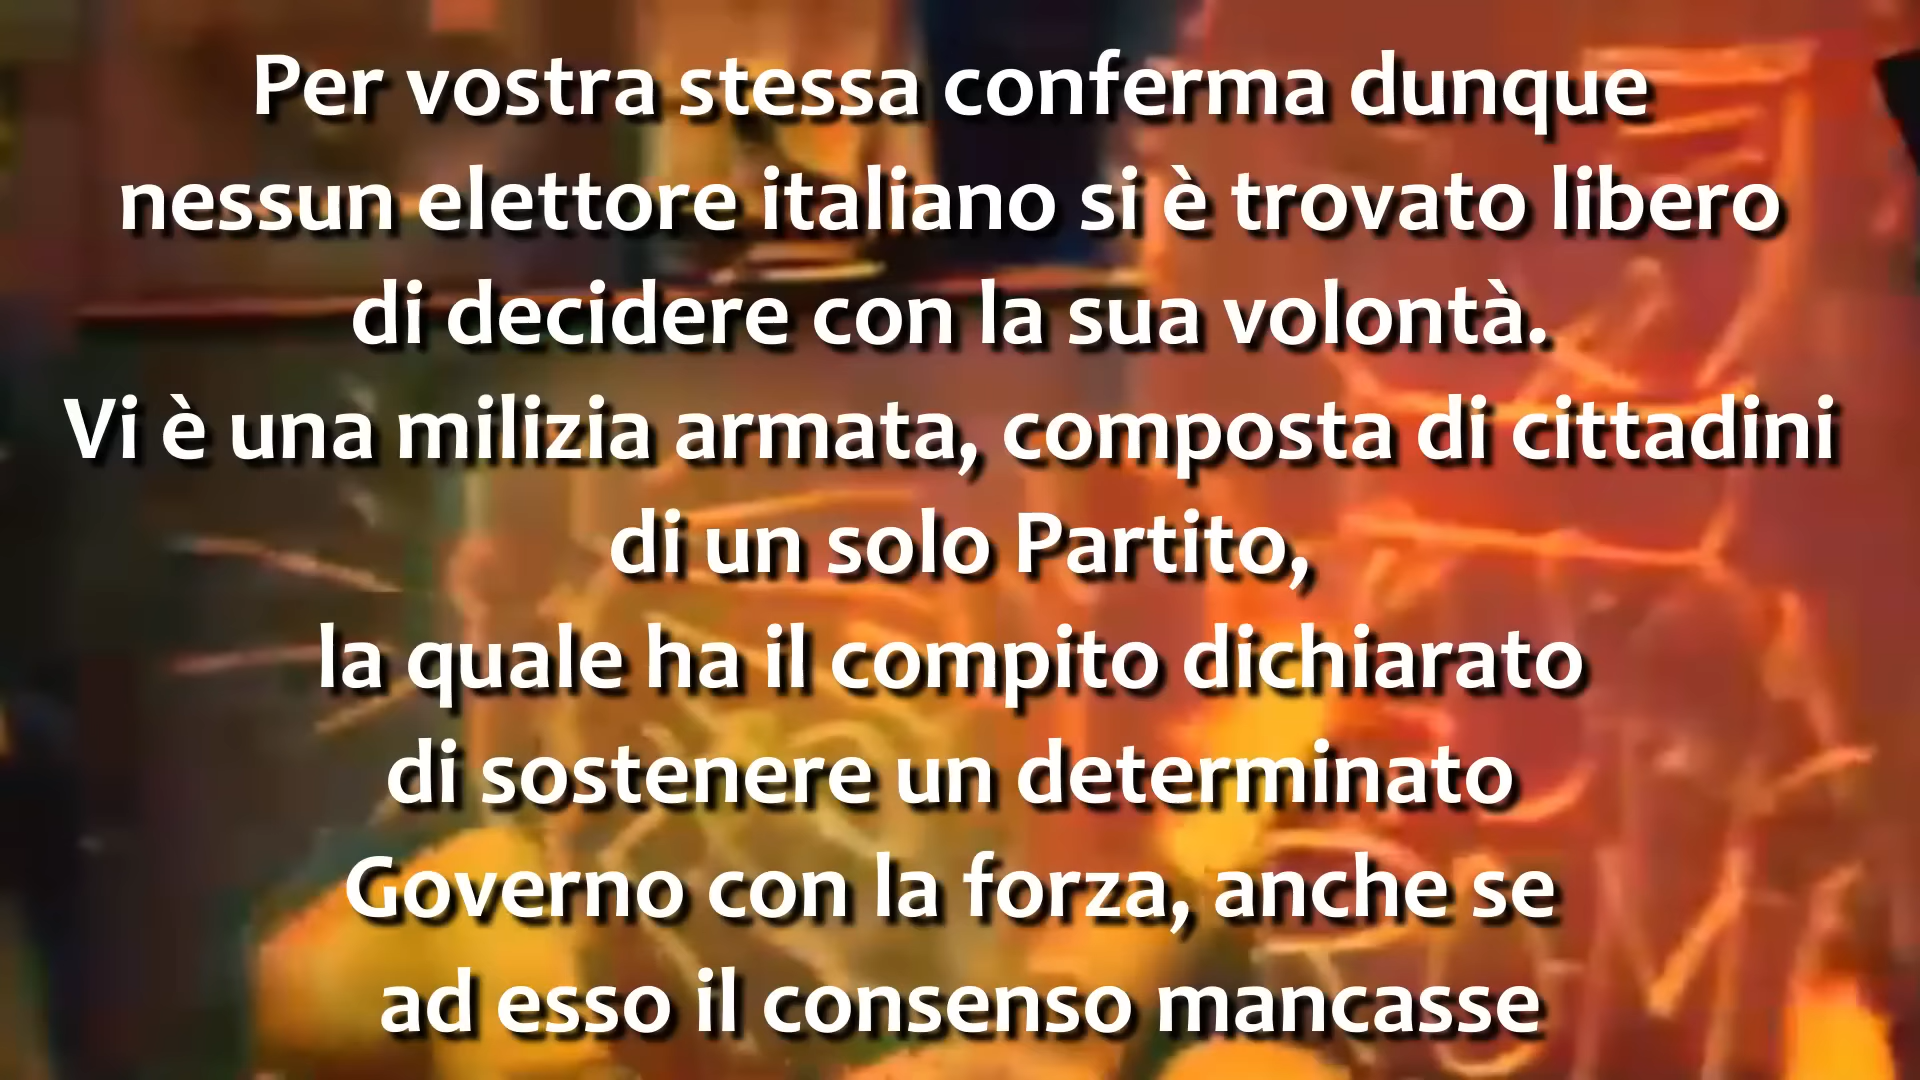 Per vostra stessa conferma dunque
nessun elettore italiano si è trovato libero
di decidere con la sua volontà.
Vi è una milizia armata, composta di cittadini
di un solo Partito,
la quale ha il compito dichiarato
di sostenere un determinato
Governo con la forza, anche se
ad esso il consenso mancasse